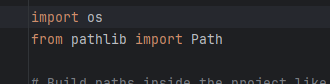 import os
from pathlib import Path
# Build paths inside the project like